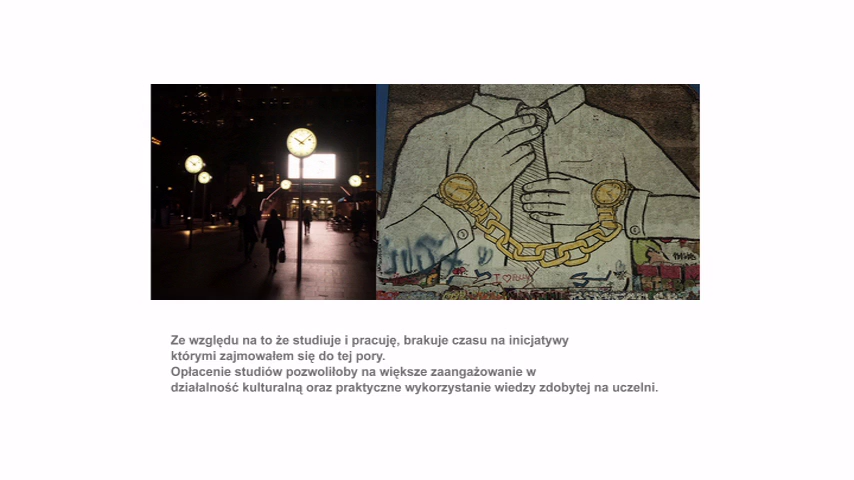 Ze względu na to że studiuje i pracuję, brakuje czasu na inicjatywy
którymi zajmowałem się do tej pory.
Opłacenie studiów pozwoliłoby na większe zaangażowanie w
działalność kulturalną oraz praktyczne wykorzystanie wiedzy zdobytej na uczelni.